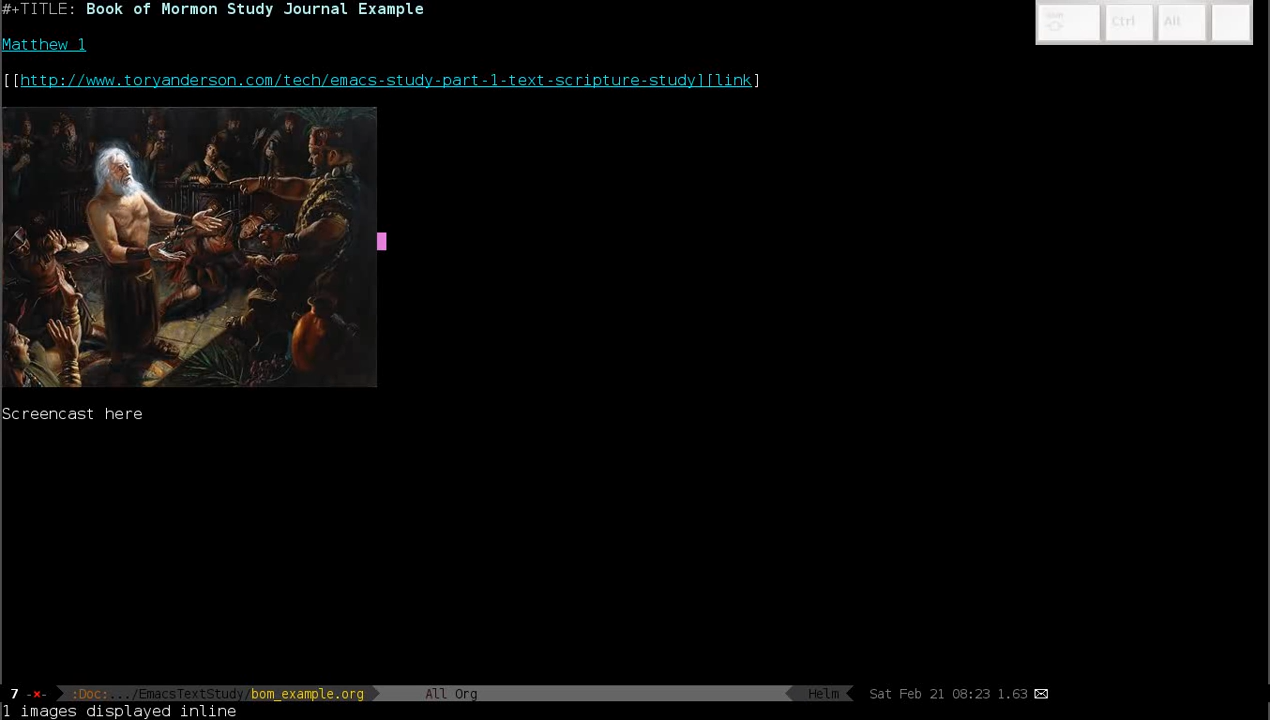 #+TITLE: Book of Mormon Study Journal Example
Matthew 1
[[http://www.toryanderson.com/tech/emacs-study-part-1-text-scripture-study][link]
Screencast here
Ctrl Alt
7 -×- :Doc:.../EmacsTextStudy/bom_example.org All Org Helm Sat Feb 21 08:23 1.63
1 images displayed inline